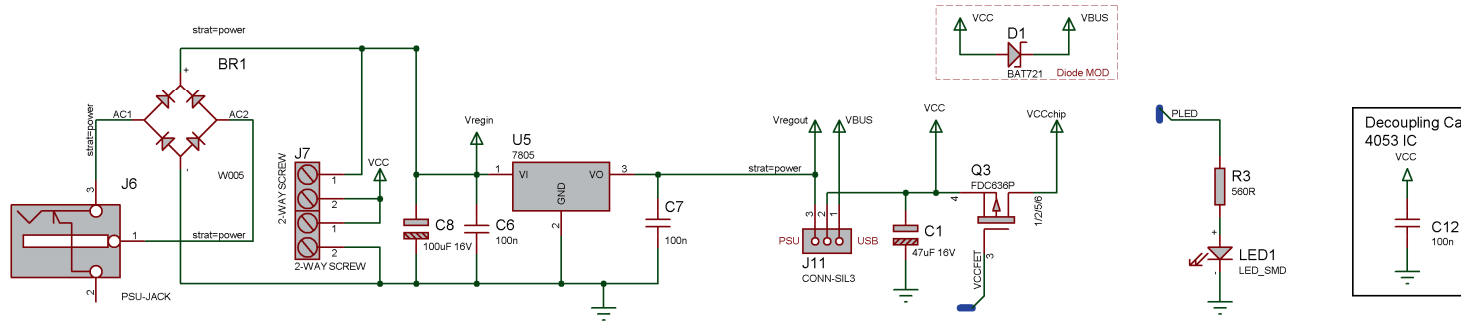 strat=power
BR1
+
AC1
AC2
-
W005
strat=power
J6
3
1
2
strat=power
PSU-JACK
J7
2-WAY SCREW
1
2
1
2
2-WAY SCREW
VCC
C8
100uF 16V
Vregin
C6
100n
U5
7805
1
VI
VO
3
GND
2
C7
100n
strat=power
Vregout
VBUS
3
2
1
PSU
USB
J11
CONN-SIL3
VCC
D1
VBUS
BAT721
Diode MOD
VCC
C1
47uF 16V
Q3
FDC636P
4
1/2/5/6
3
VCCFET
VCCchip
PLED
R3
560R
+
LED1
LED_SMD
-
Decoupling Ca
4053 IC
VCC
C12
100n